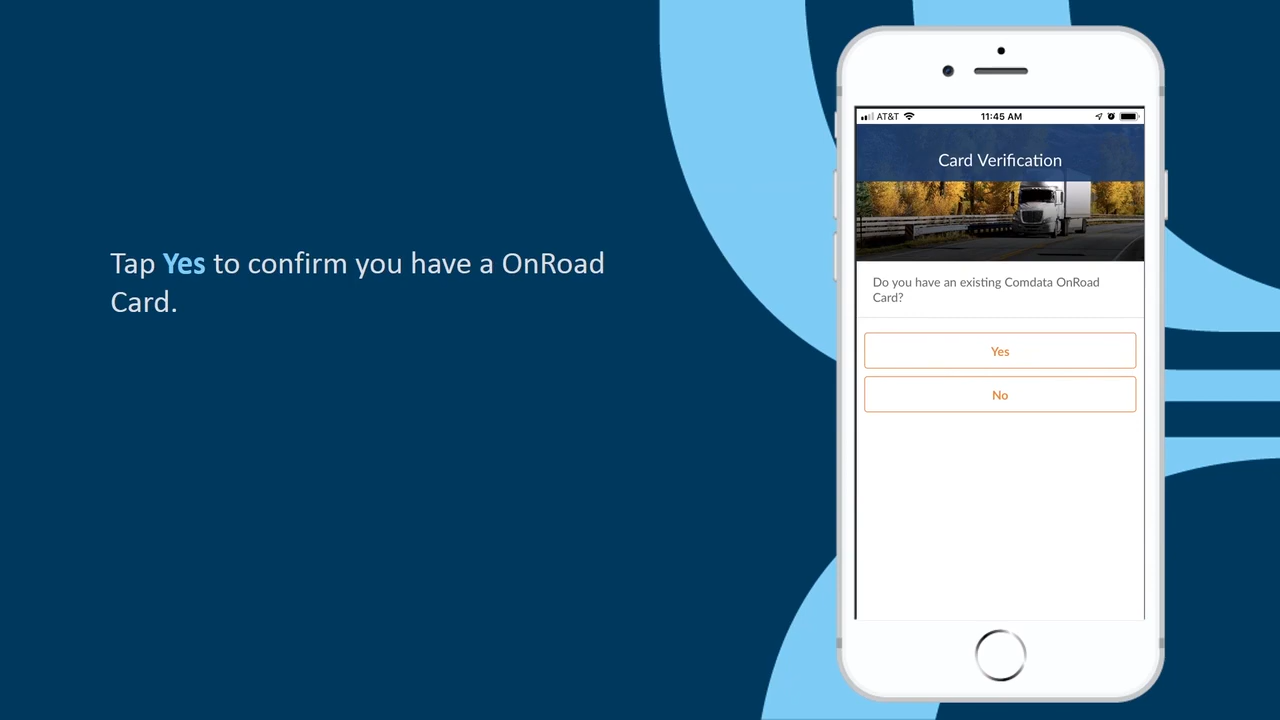 Tap Yes to confirm you have a OnRoad
Card.
AT&T
11:45 AM
Card Verification
Do you have an existing Comdata OnRoad
Card?
Yes
No